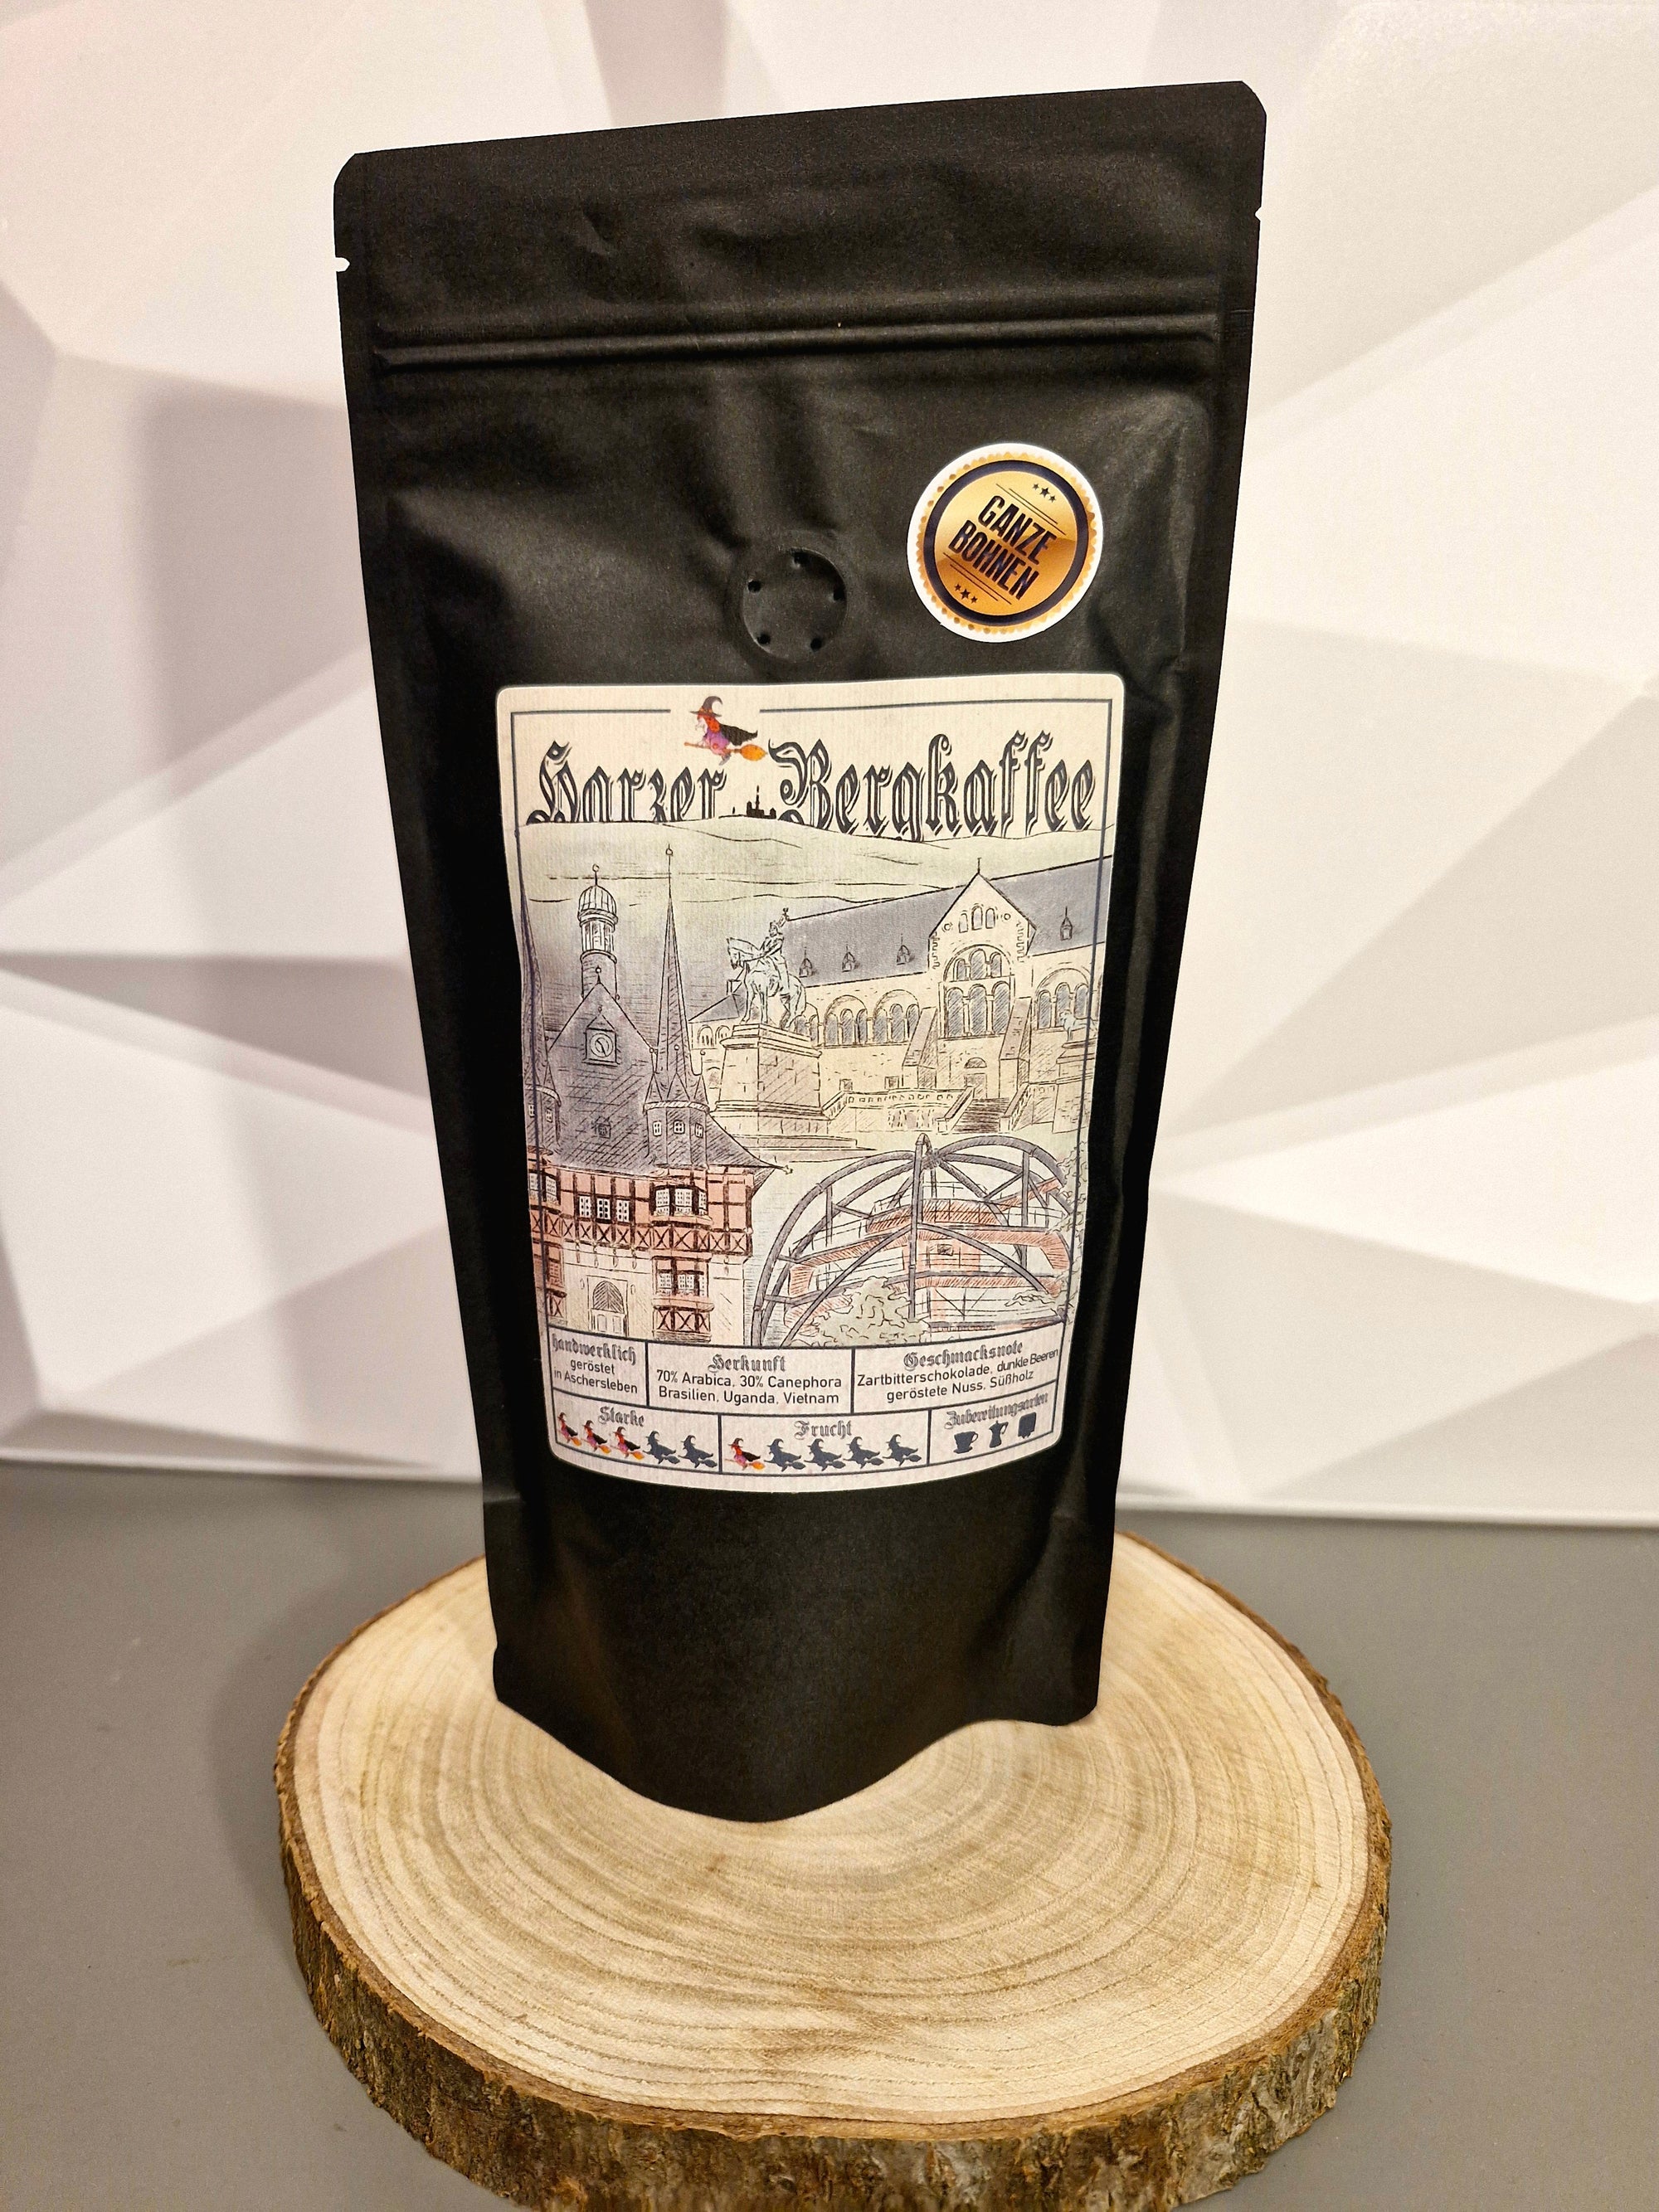 GANZE
BOHNEN
Harzer Bergkaffee
handwerklich
geröstet
in Aschersleben
Herkunft
70% Arabica, 30% Canephora
Brasilien, Uganda, Vietnam
Geschmacksnote
Zartbitterschokolade, dunkle Beeren
geröstete Nuss, Süßholz
Stärke
Frucht
Zubereitungsarten